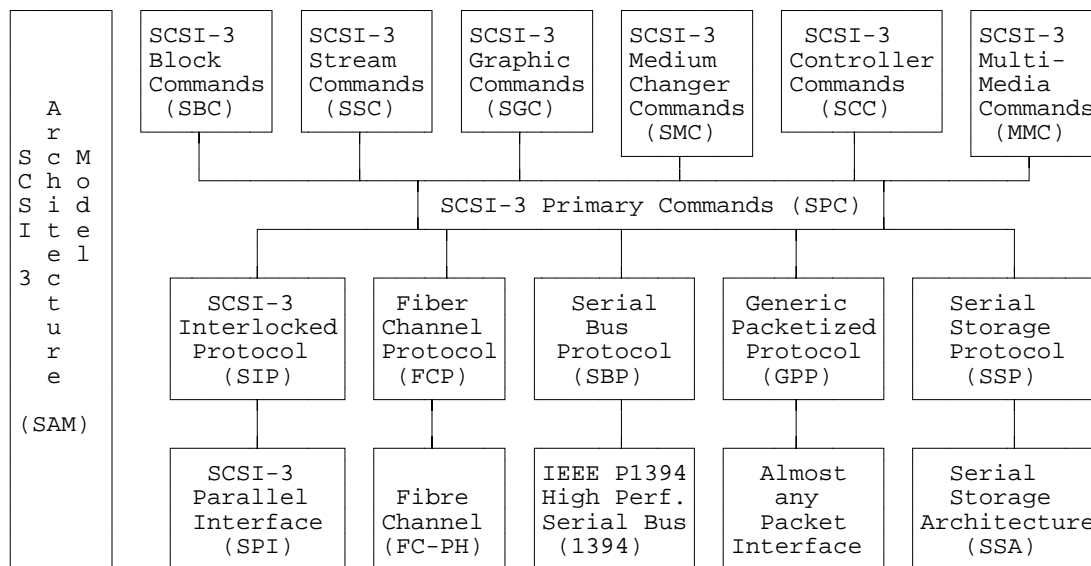 SCSI 3
Architecture
Model
(SAM)
SCSI-3
Block
Commands
(SBC)
SCSI-3
Stream
Commands
(SSC)
SCSI-3
Graphic
Commands
(SGC)
SCSI-3
Medium
Changer
Commands
(SMC)
SCSI-3
Controller
Commands
(SCC)
SCSI-3
Multi-
Media
Commands
(MMC)
SCSI-3 Primary Commands (SPC)
SCSI-3
Interlocked
Protocol
(SIP)
Fiber
Channel
Protocol
(FCP)
Serial
Bus
Protocol
(SBP)
Generic
Packetized
Protocol
(GPP)
Serial
Storage
Protocol
(SSP)
SCSI-3
Parallel
Interface
(SPI)
Fibre
Channel
(FC-PH)
IEEE P1394
High Perf.
Serial Bus
(1394)
Almost
any
Packet
Interface
Serial
Storage
Architecture
(SSA)